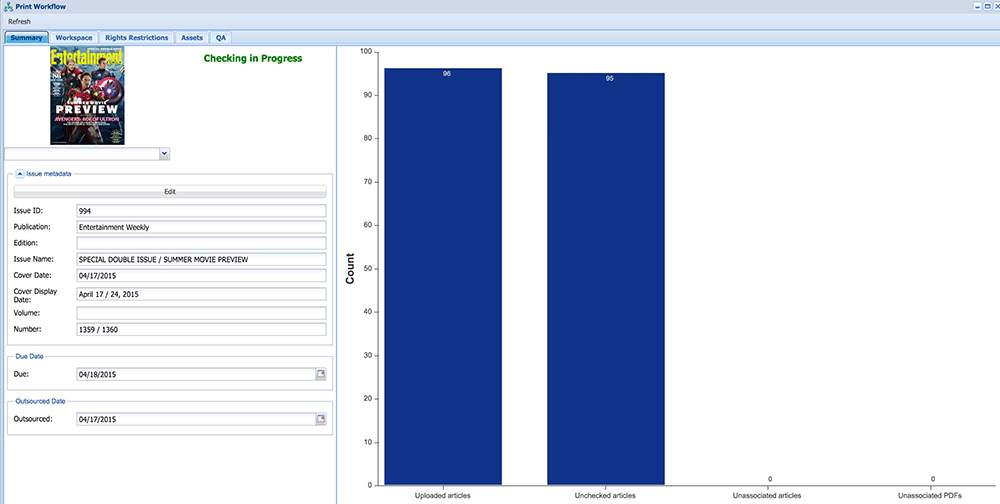 Print Workflow
Refresh
Summary
Workspace
Rights Restrictions
Assets
QA
Entertainment
SUMMER MOVIE
PREVIEW
AVENGERS: AGE OF ULTRON
Checking in Progress
Issue metadata
Edit
Issue ID: 994
Publication: Entertainment Weekly
Edition:
Issue Name: SPECIAL DOUBLE ISSUE / SUMMER MOVIE PREVIEW
Cover Date: 04/17/2015
Cover Display
Date: April 17 / 24, 2015
Volume:
Number: 1359 / 1360
Due Date
Due: 04/18/2015
Outsourced Date
Outsourced: 04/17/2015
Count
100
90
80
70
60
50
40
30
20
10
0
96
95
0
0
Uploaded articles
Unchecked articles
Unassociated articles
Unassociated PDFs